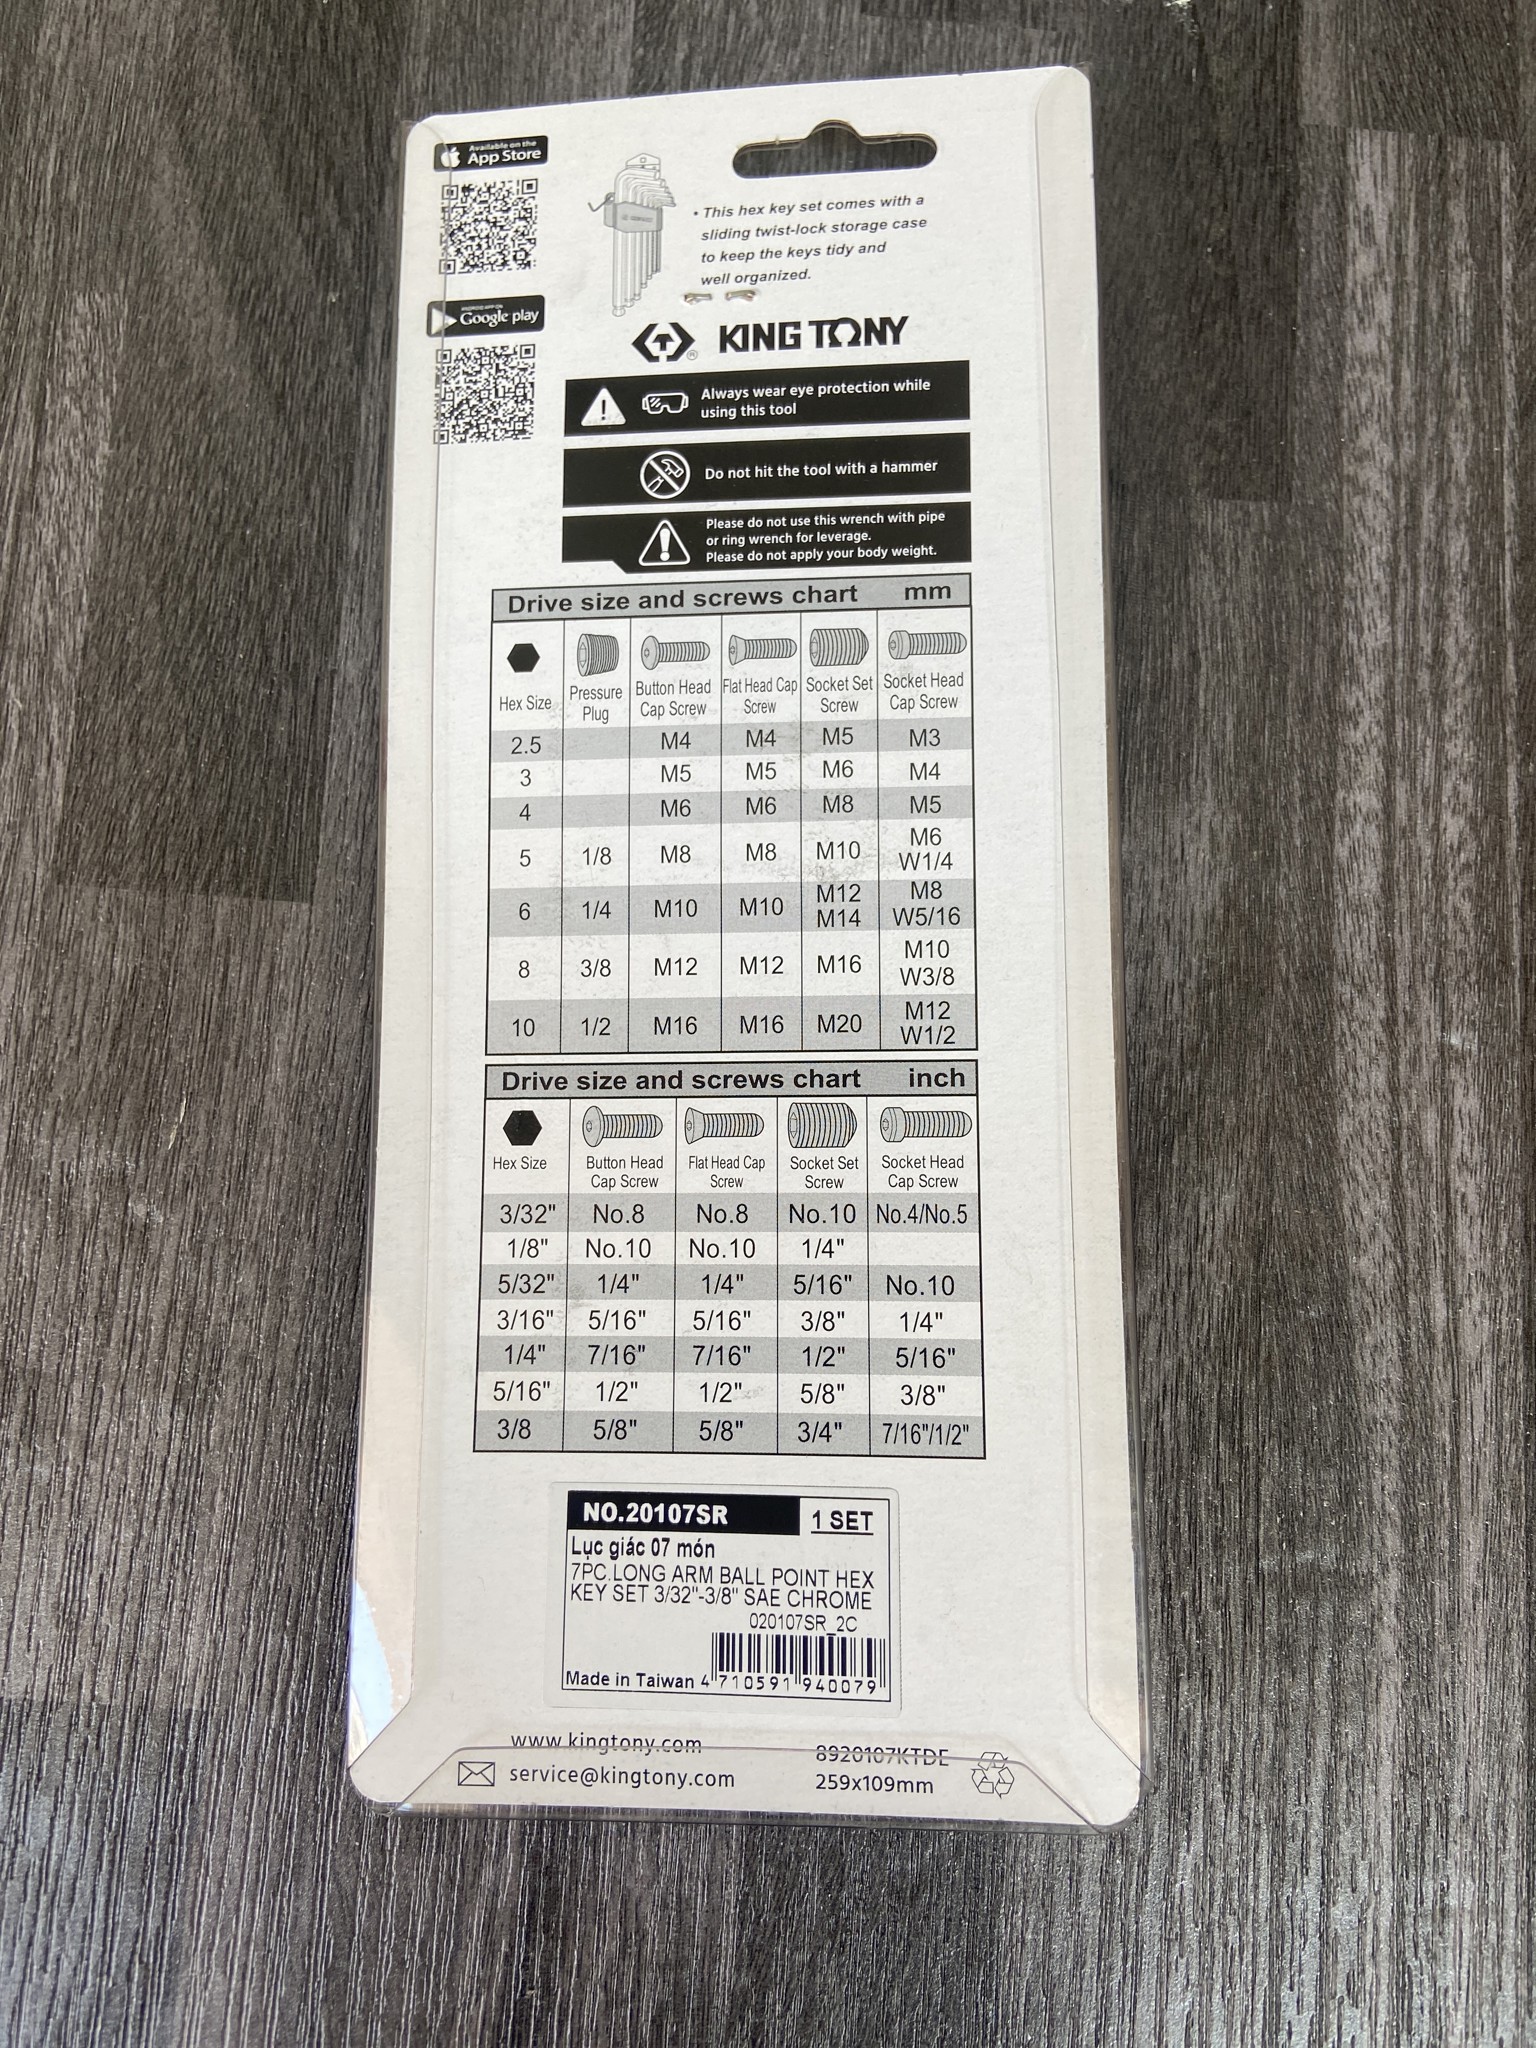 Available on the
App Store
ANDROID APP ON
Google play
• This hex key set comes with a
sliding twist-lock storage case
to keep the keys tidy and
well organized.
® KING TONY
Always wear eye protection while
using this tool
Do not hit the tool with a hammer
Please do not use this wrench with pipe
or ring wrench for leverage.
Please do not apply your body weight.
Drive size and screws chart mm
Hex Size Pressure Plug Button Head Cap Screw Flat Head Cap Screw Socket Set Screw Socket Head Cap Screw
2.5 M4 M4 M5 M3
3 M5 M5 M6 M4
4 M6 M6 M8 M5
5 1/8 M8 M8 M10 M6 W1/4
6 1/4 M10 M10 M12 M14 M8 W5/16
8 3/8 M12 M12 M16 M10 W3/8
10 1/2 M16 M16 M20 M12 W1/2
Drive size and screws chart inch
Hex Size Button Head Cap Screw Flat Head Cap Screw Socket Set Screw Socket Head Cap Screw
3/32" No.8 No.8 No.10 No.4/No.5
1/8" No.10 No.10 1/4"
5/32" 1/4" 1/4" 5/16" No.10
3/16" 5/16" 5/16" 3/8" 1/4"
1/4" 7/16" 7/16" 1/2" 5/16"
5/16" 1/2" 1/2" 5/8" 3/8"
3/8 5/8" 5/8" 3/4" 7/16"/1/2"
NO.20107SR 1 SET
Lục giác 07 món
7PC.LONG ARM BALL POINT HEX
KEY SET 3/32"-3/8" SAE CHROME
020107SR_2C
Made in Taiwan 4 710591 940079
www.kingtony.com 8920107KTDE
service@kingtony.com 259x109mm